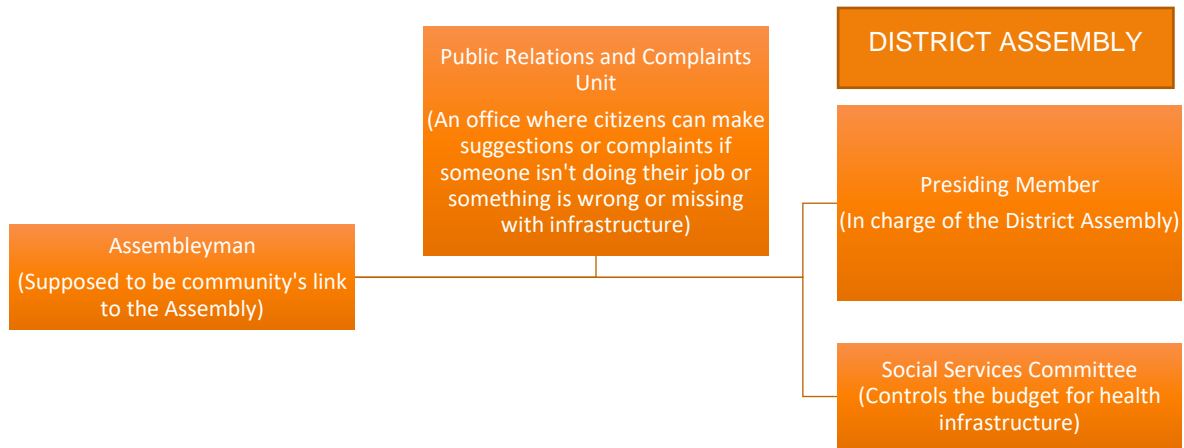 DISTRICT ASSEMBLY
Public Relations and Complaints
Unit
(An office where citizens can make
suggestions or complaints if
someone isn't doing their job or
something is wrong or missing
with infrastructure)
Presiding Member
(In charge of the District Assembly)
Assembleyman
(Supposed to be community's link
to the Assembly)
Social Services Committee
(Controls the budget for health
infrastructure)